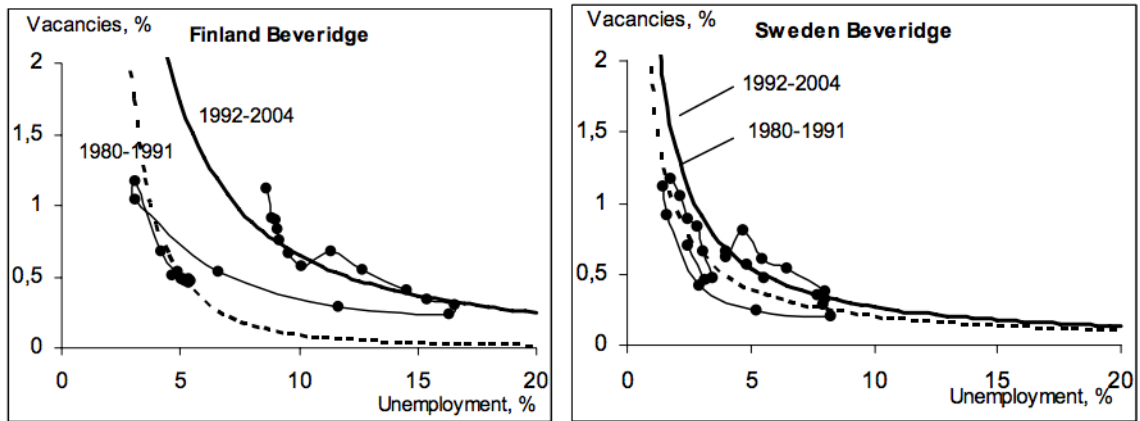 Vacancies, %
Finland Beveridge
2
1,5
1
0,5
0
1992-2004
1980-1991
0 5 10 15 20
Unemployment, %
Vacancies, %
Sweden Beveridge
2
1,5
1
0,5
0
1992-2004
1980-1991
0 5 10 15 20
Unemployment, %